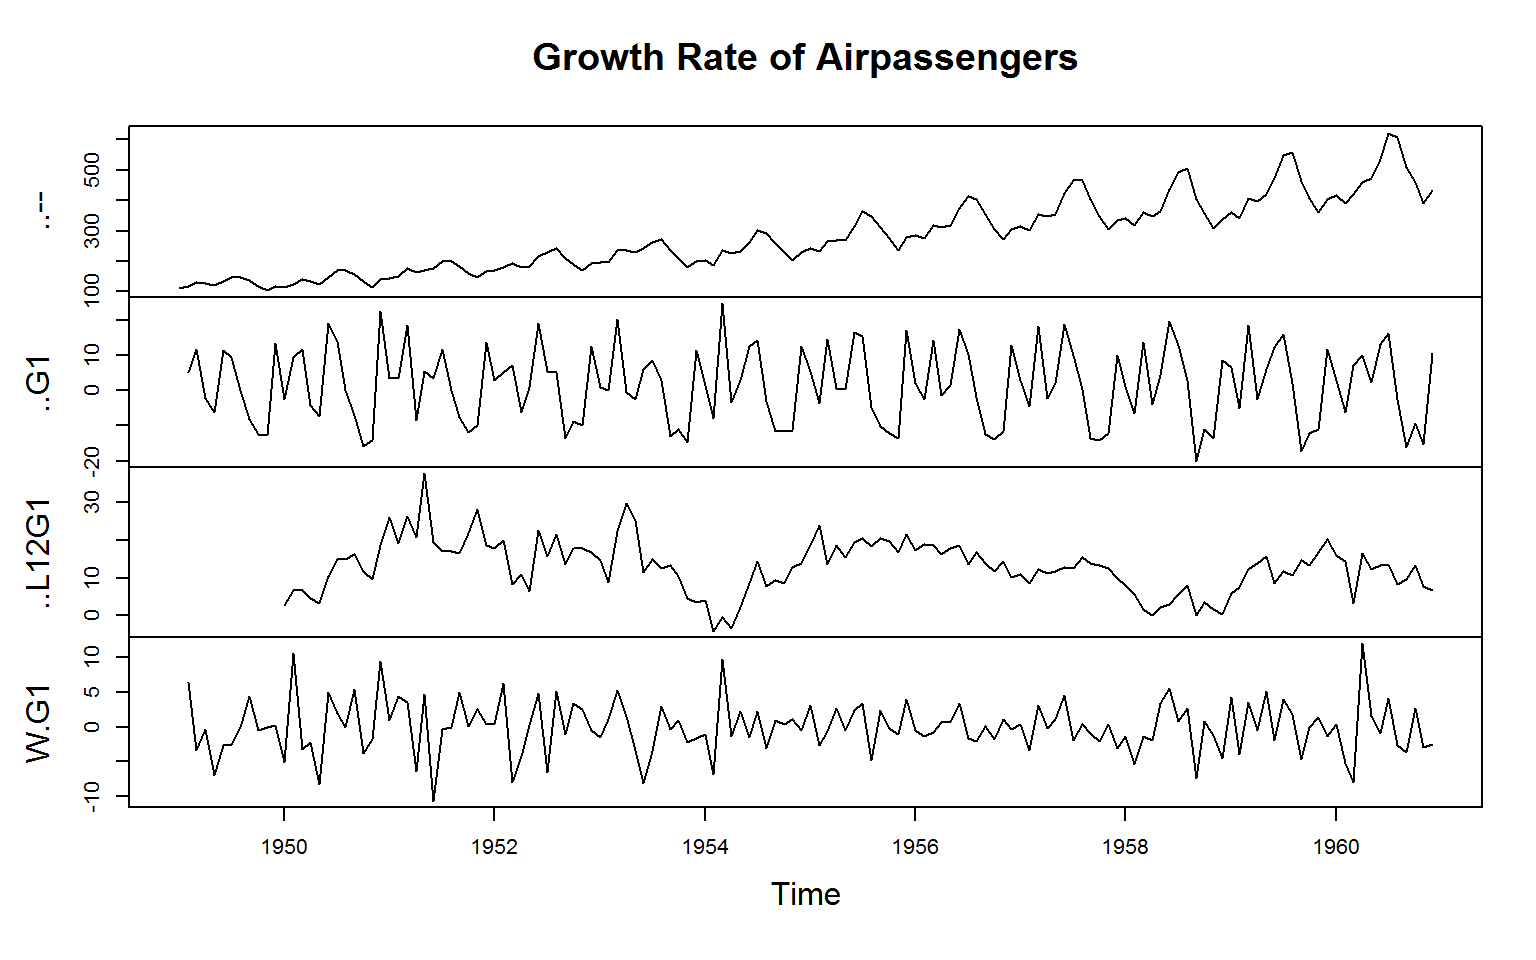 Growth Rate of Airpassengers
..--
100 300 500
..G1
-20 0 10
..L12G1
0 10 30
W.G1
-10 0 5 10
1950 1952 1954 1956 1958 1960
Time